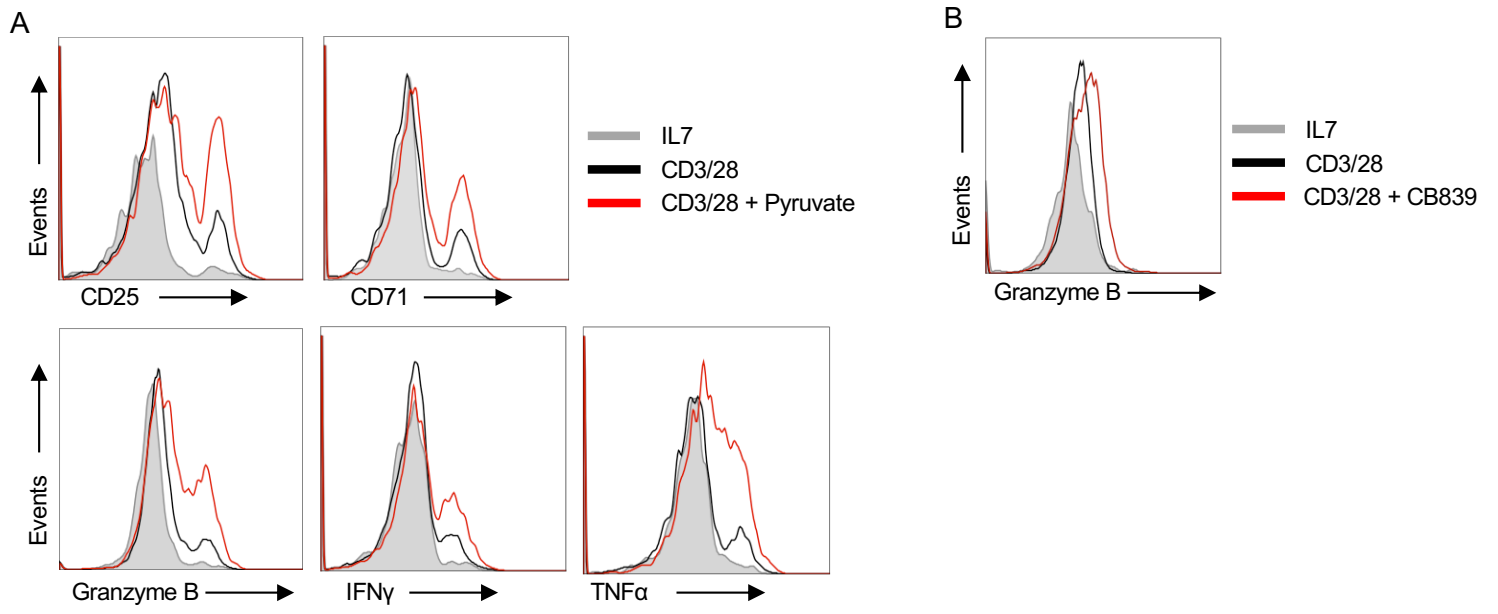 A
Events
CD25
CD71
IL7
CD3/28
CD3/28 + Pyruvate
Events
Granzyme B
IFNγ
TNFα
B
Events
Granzyme B
IL7
CD3/28
CD3/28 + CB839